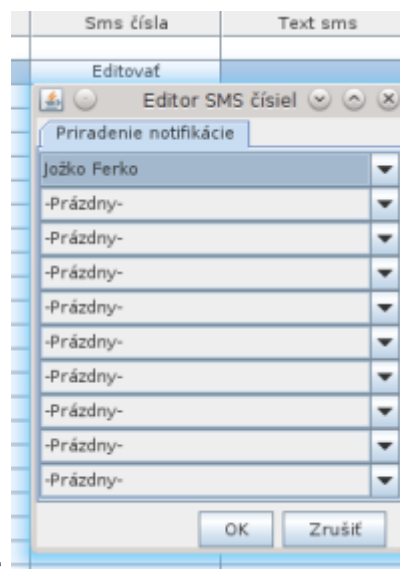 Sms čísla Text sms
Editovať
Editor SMS čísiel
Priradenie notifikácie
Jožko Ferko
-Prázdny-
-Prázdny-
-Prázdny-
-Prázdny-
-Prázdny-
-Prázdny-
-Prázdny-
-Prázdny-
-Prázdny-
OK Zrušiť